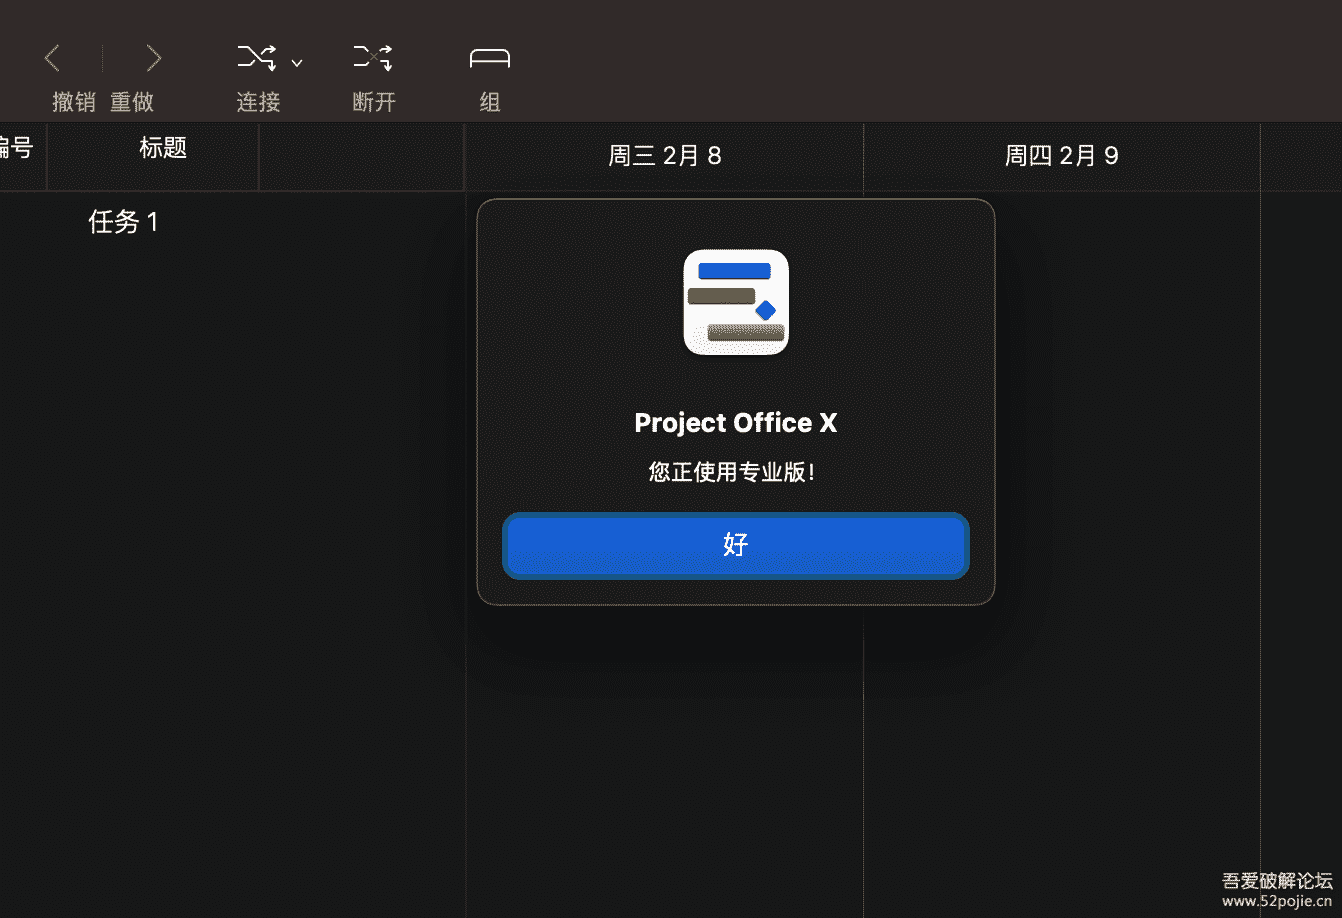 撤销 重做 连接 断开 组
编号 标题 周三 2月 8 周四 2月 9
任务 1
Project Office X
您正使用专业版!
好
吾爱破解论坛
www.52pojie.cn